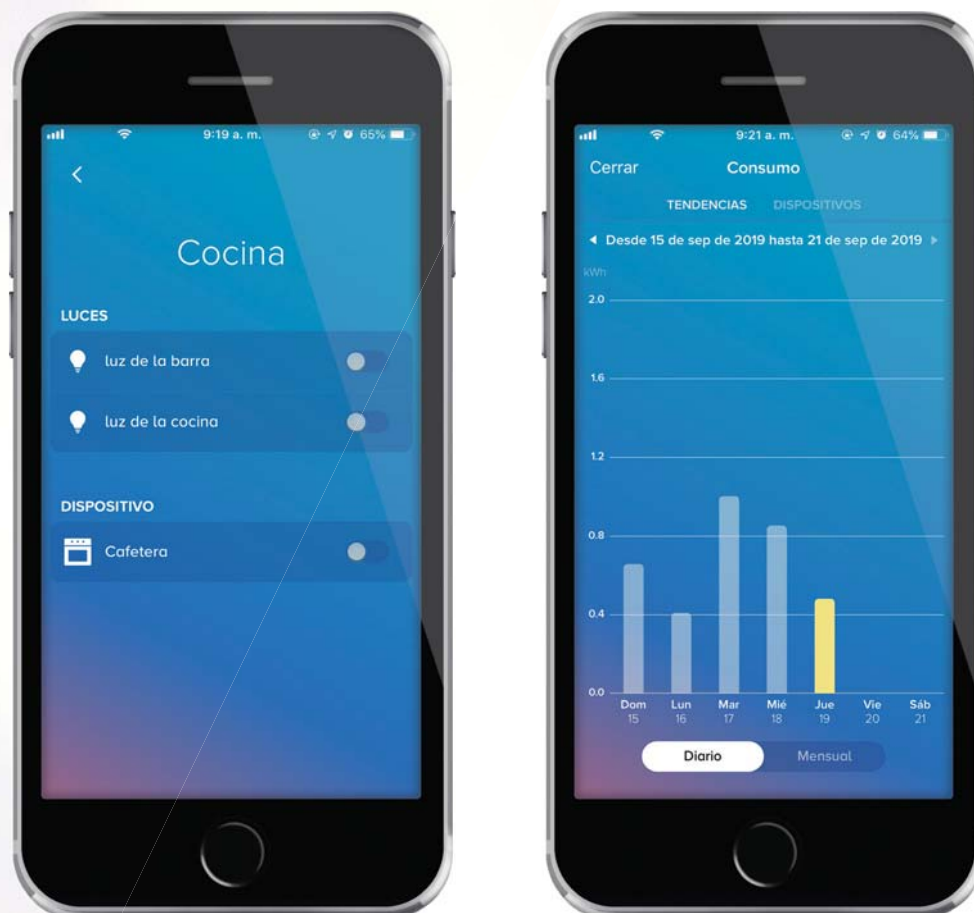 9:19 a. m.
65%
Cocina
LUCES
luz de la barra
luz de la cocina
DISPOSITIVO
Cafetera
9:21 a. m.
64%
Cerrar
Consumo
TENDENCIAS
DISPOSITIVOS
Desde 15 de sep de 2019 hasta 21 de sep de 2019
kWh
2.0
1.6
1.2
0.8
0.4
0.0
Dom Lun Mar Mié Jue Vie Sáb
15 16 17 18 19 20 21
Diario
Mensual